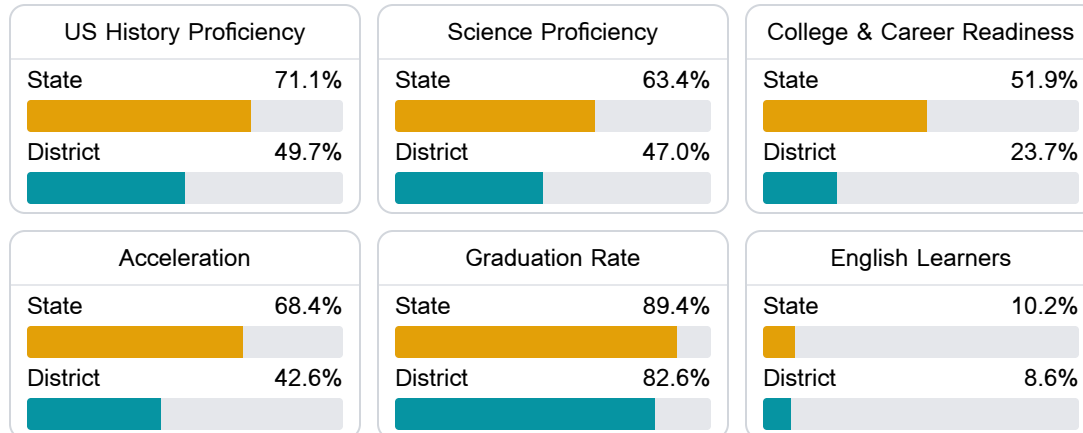 US History Proficiency
State 71.1%
District 49.7%
Science Proficiency
State 63.4%
District 47.0%
College & Career Readiness
State 51.9%
District 23.7%
Acceleration
State 68.4%
District 42.6%
Graduation Rate
State 89.4%
District 82.6%
English Learners
State 10.2%
District 8.6%